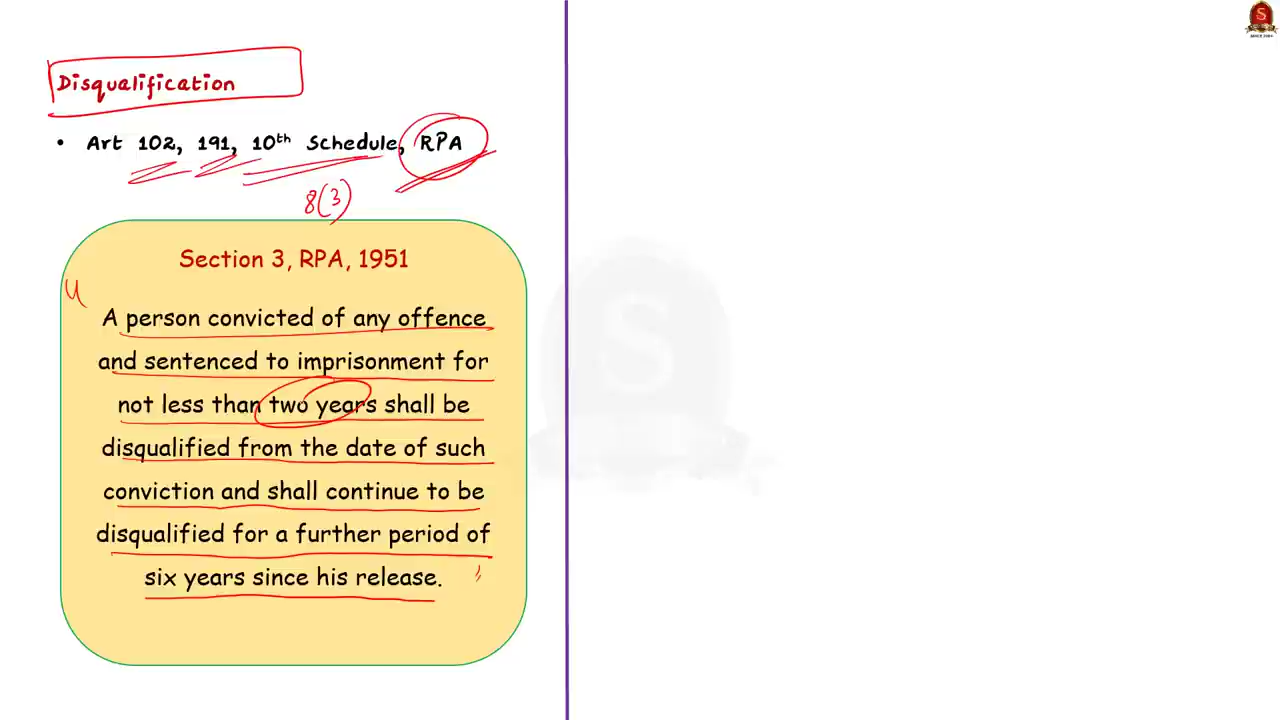 Disqualification
• Art 102, 191, 10th Schedule, RPA
8(3)
Section 3, RPA, 1951
A person convicted of any offence
and sentenced to imprisonment for
not less than two years shall be
disqualified from the date of such
conviction and shall continue to be
disqualified for a further period of
six years since his release.
S
S